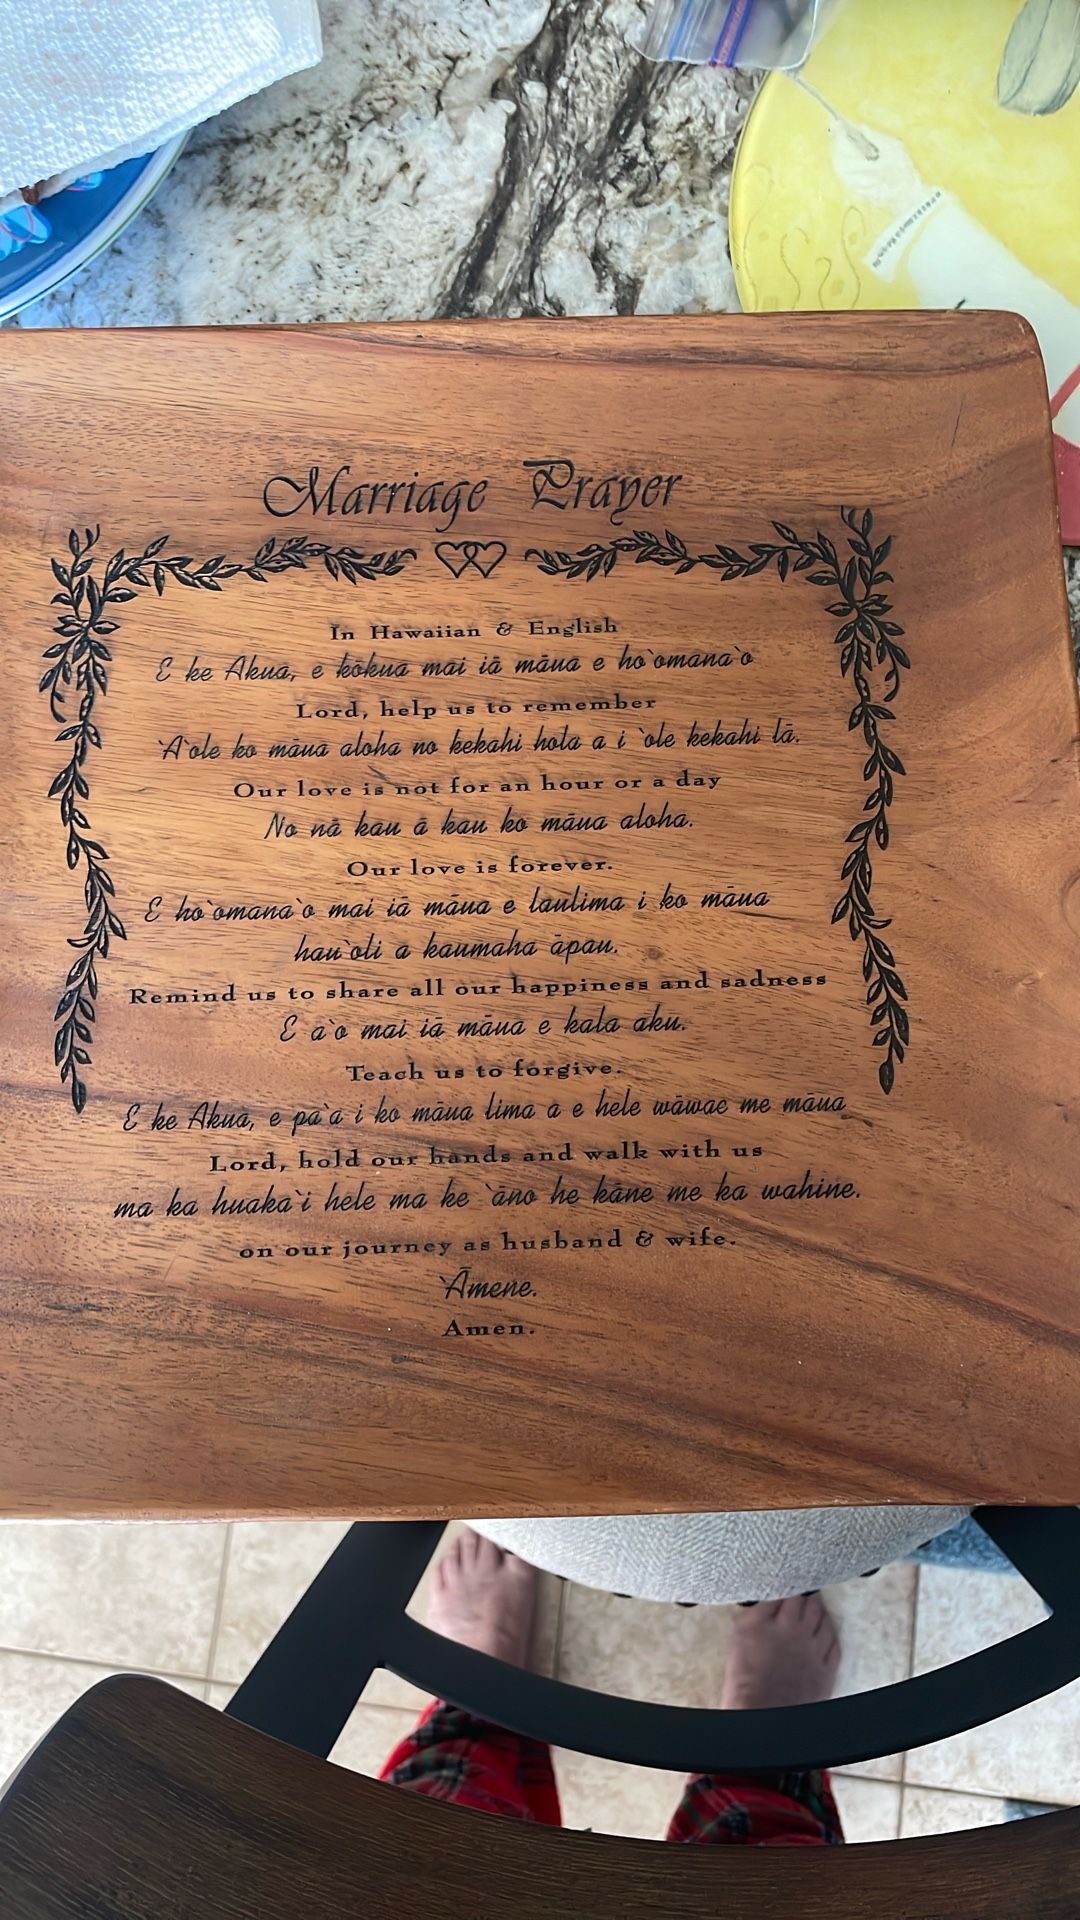 Marriage Prayer
In Hawaiian & English
E ke Akua, e kōkua mai iā māua e ho`omana`o
Lord, help us to remember
`A`ole ko māua aloha no kekahi hola a i `ole kekahi lā.
Our love is not for an hour or a day
No nā kau ā kau ko māua aloha.
Our love is forever.
E ho`omana`o mai iā māua e laulima i ko māua
hau`oli a kaumaha āpau.
Remind us to share all our happiness and sadness
E a`o mai iā māua e kala aku.
Teach us to forgive.
E ke Akua, e pa`a i ko māua lima a e hele wāwae me māua
Lord, hold our hands and walk with us
ma ka huaka`i hele ma ke `āno he kāne me ka wahine.
on our journey as husband & wife.
`Āmene.
Amen.